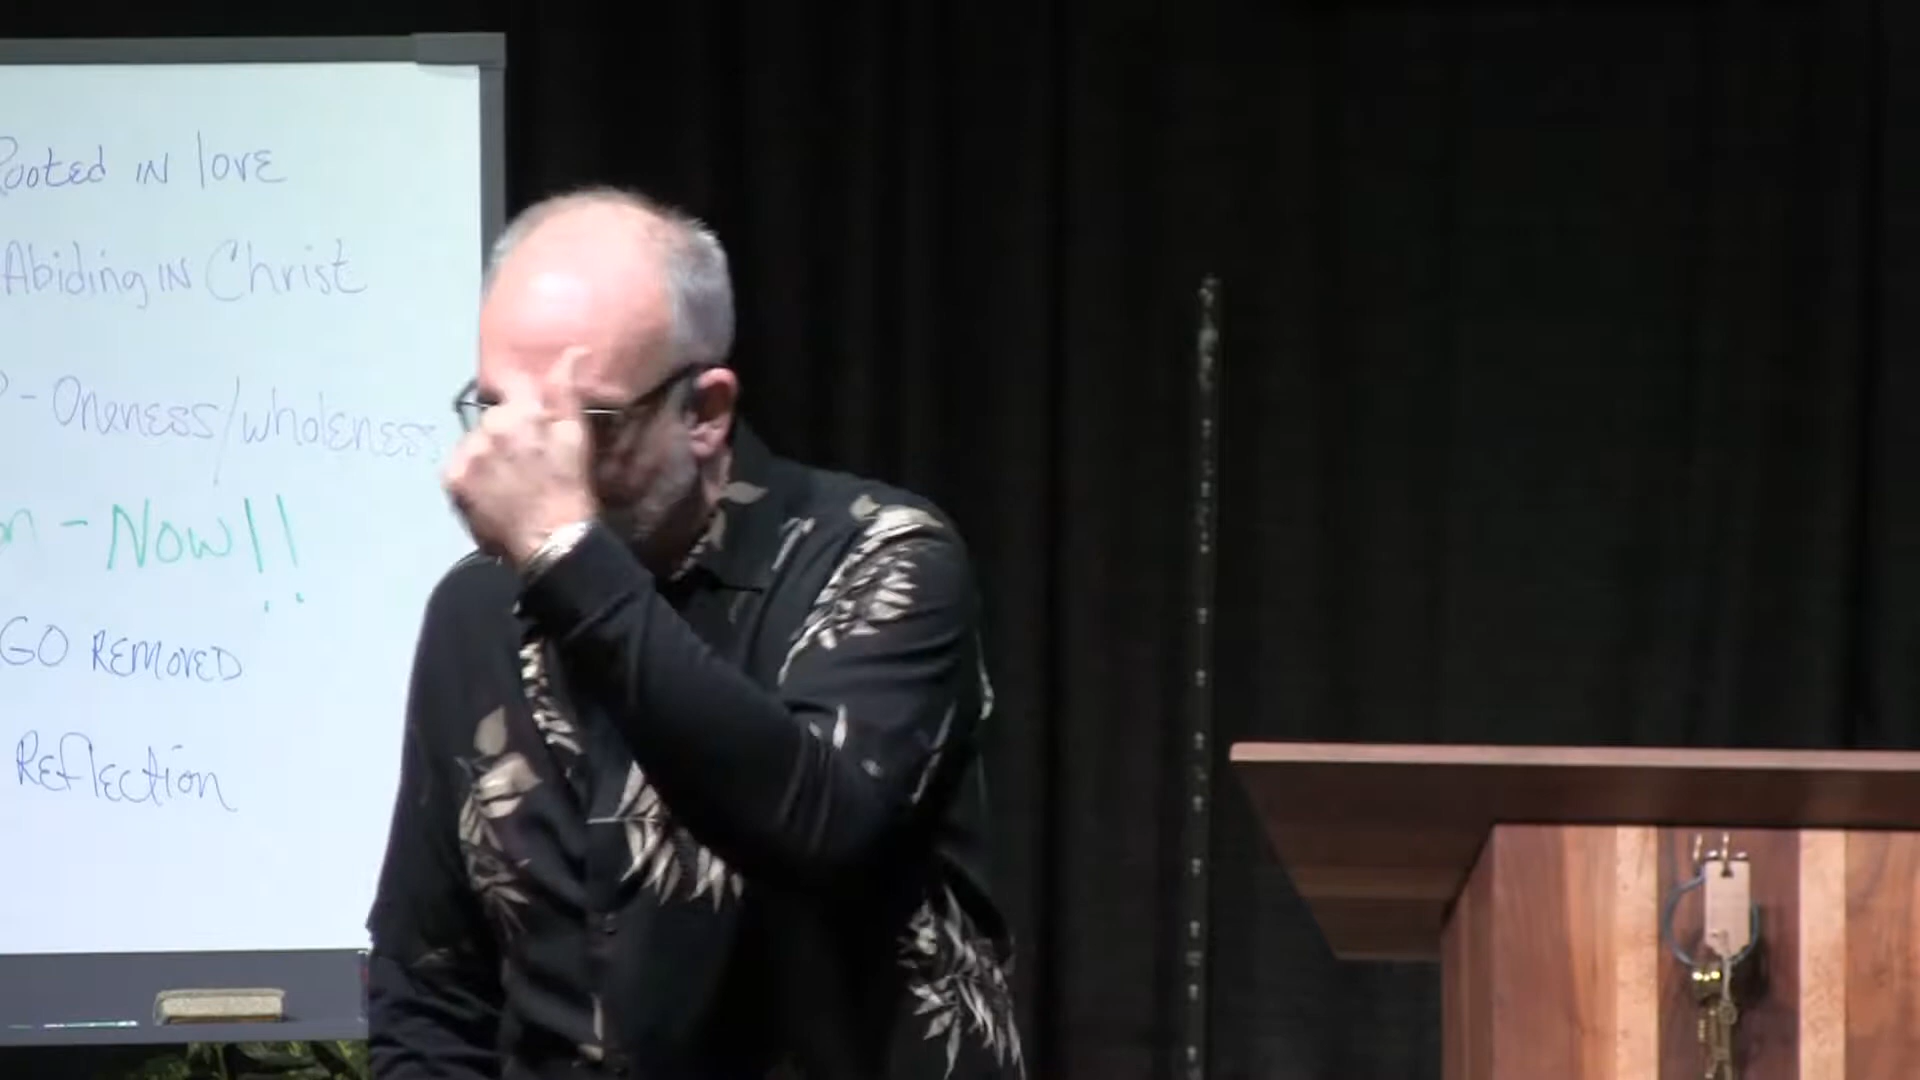 Rooted IN love
Abiding IN Christ
- Oneness/wholeness
- Now!!
GO REMOVED
Reflection